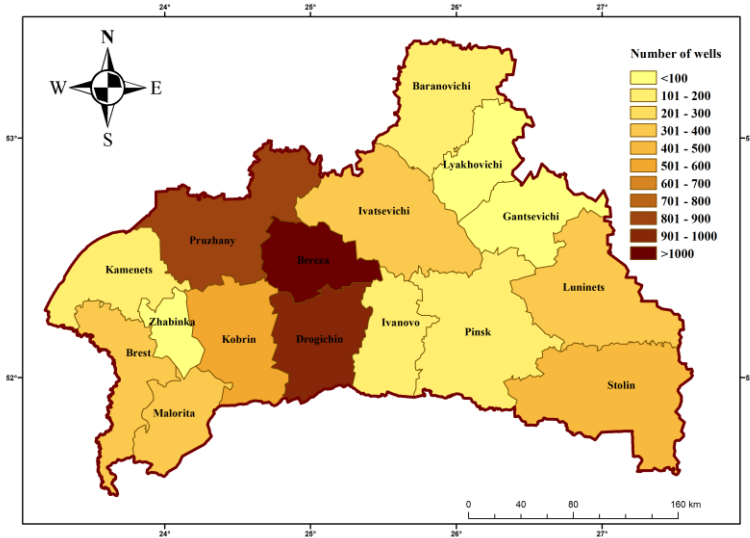 N
W E
S
Number of wells
<100
101 - 200
201 - 300
301 - 400
401 - 500
501 - 600
601 - 700
701 - 800
801 - 900
901 - 1000
>1000
Baranovichi
Lyakhovichi
Ivatsevichi
Gantsevichi
Pruzhany
Bereza
Kamenets
Luninets
Zhabinka
Ivanovo
Brest
Kobrin
Drogichin
Pinsk
Stolin
Malorita
53°
52°
0 20 40 80 120 160 km
24° 25° 26° 27°